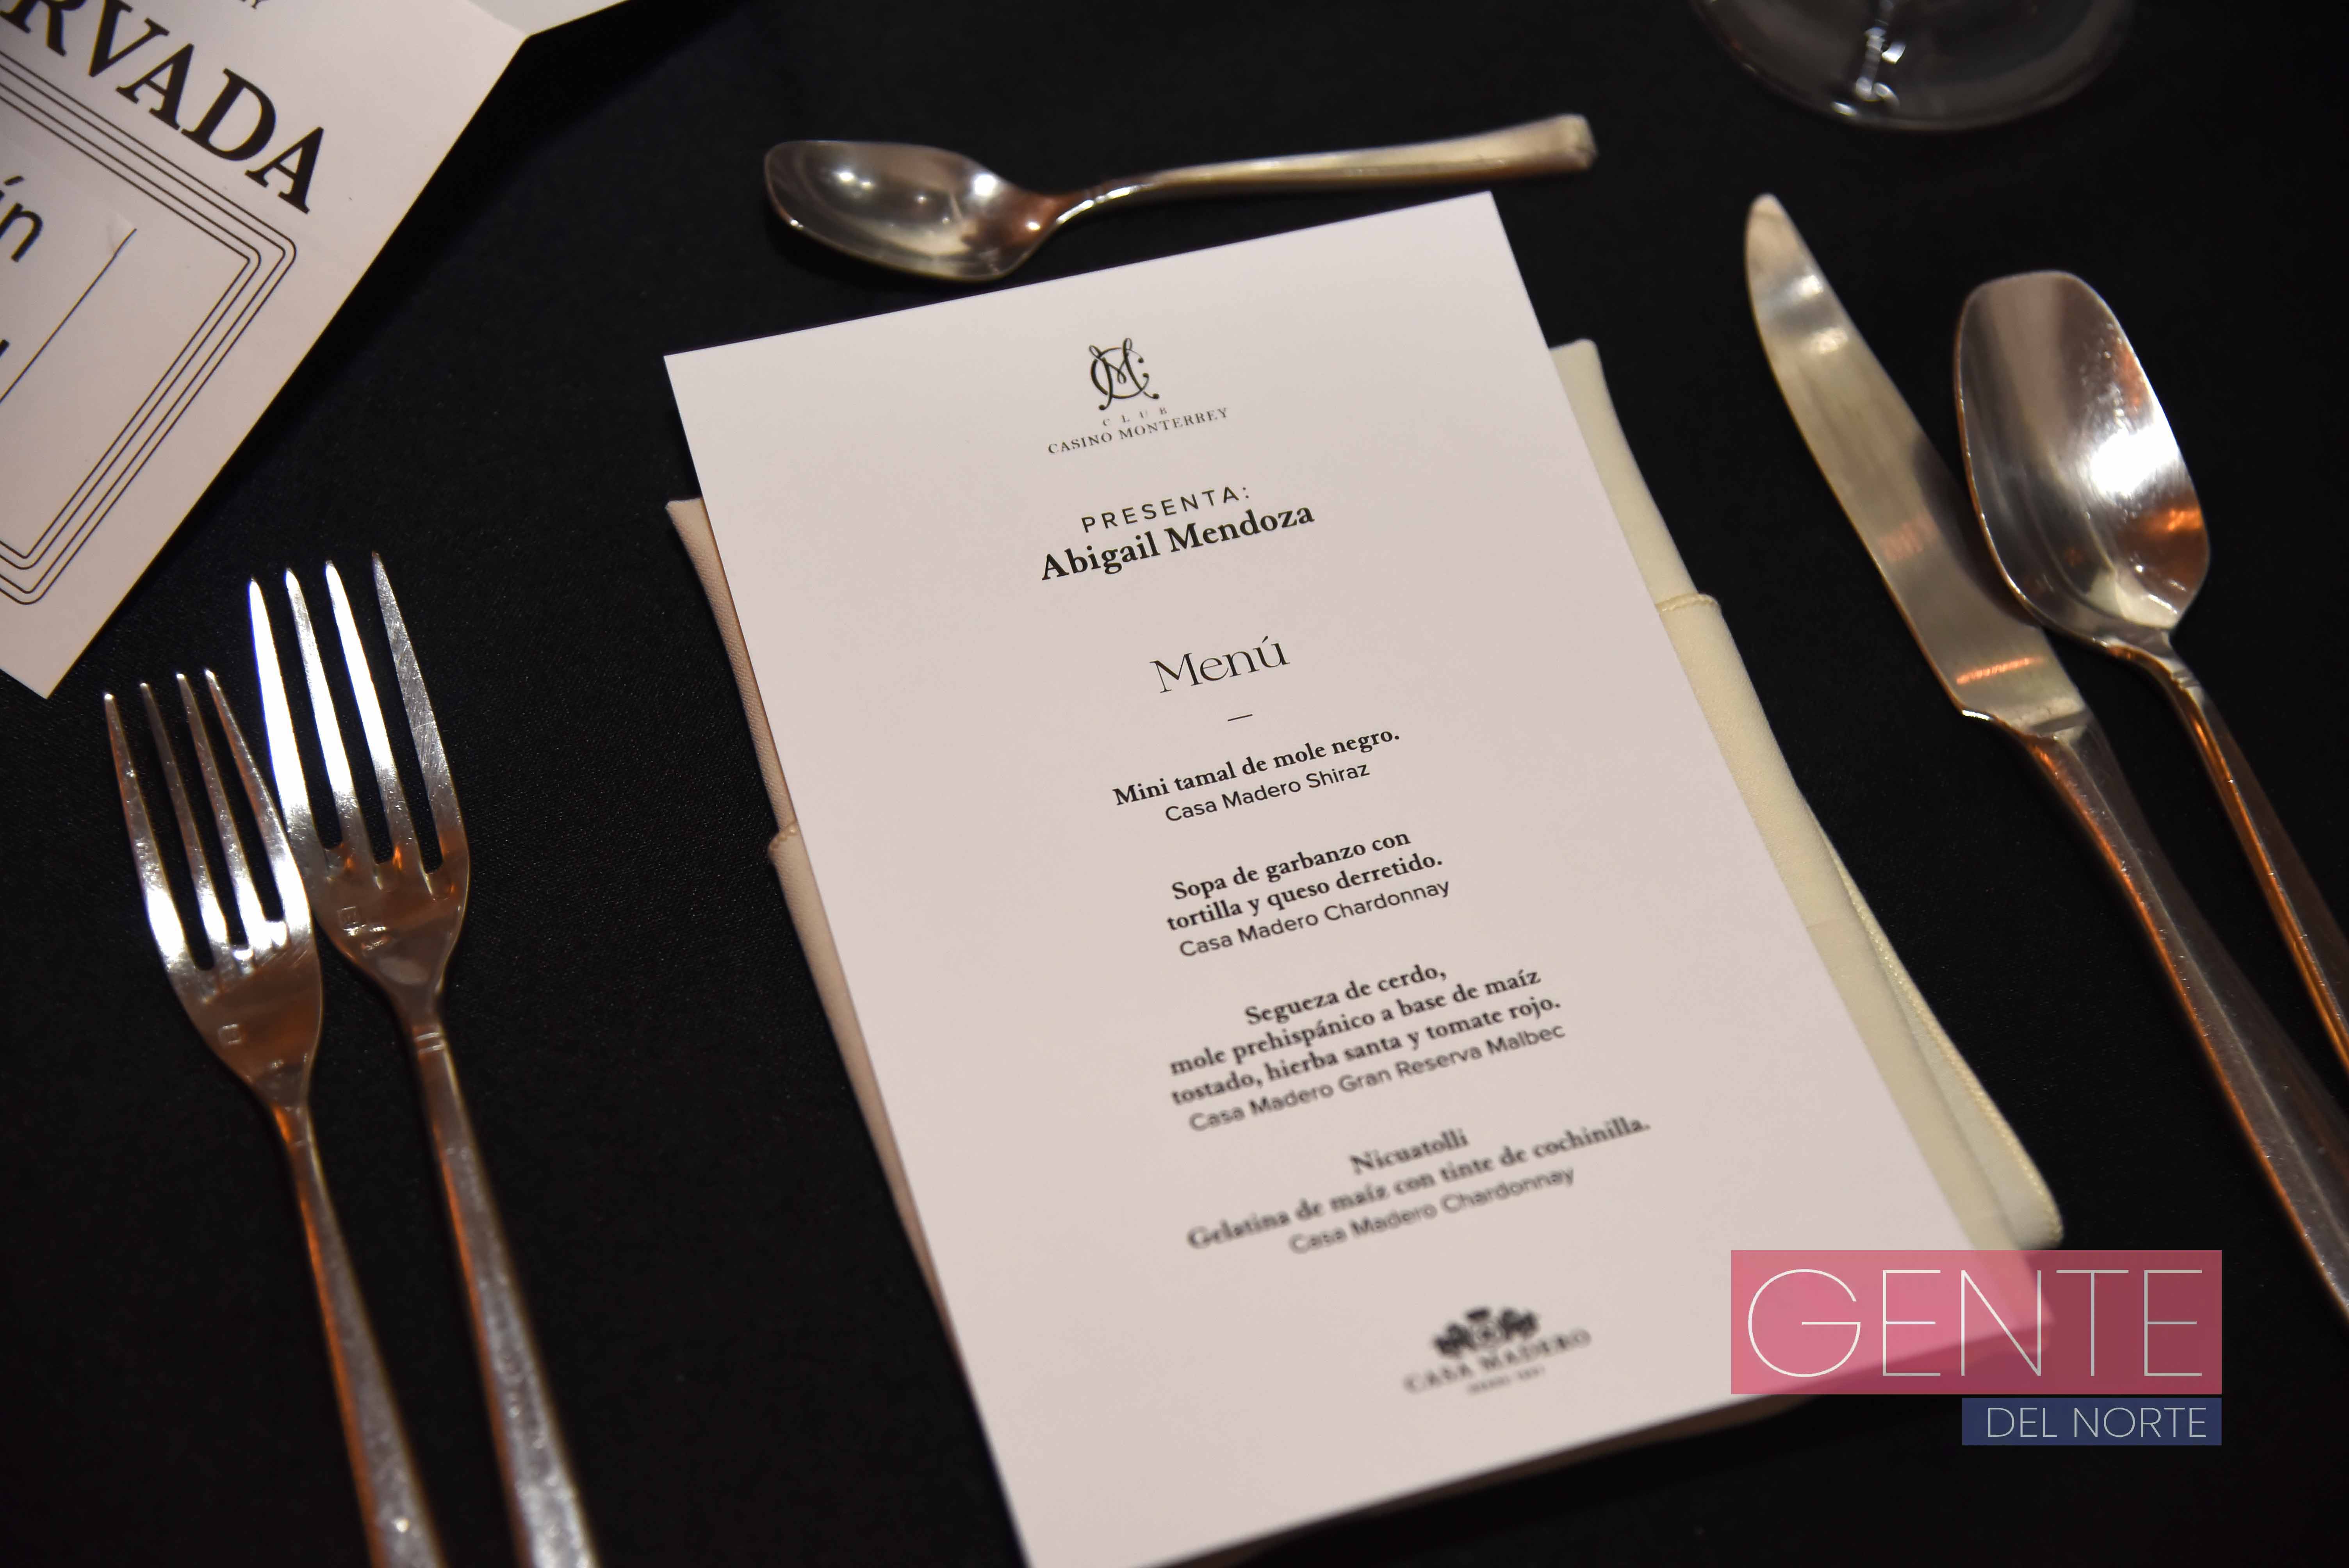 RVADA
ín
CLUB
CASINO MONTERREY
PRESENTA:
Abigail Mendoza
Menú
—
Mini tamal de mole negro.
Casa Madero Shiraz
Sopa de garbanzo con
tortilla y queso derretido.
Casa Madero Chardonnay
Segueza de cerdo,
mole prehispánico a base de maíz
tostado, hierba santa y tomate rojo.
Casa Madero Gran Reserva Malbec
Nicuatolli
Gelatina de maíz con tinte de cochinilla.
Casa Madero Chardonnay
CASA MADERO
GENTE
DEL NORTE